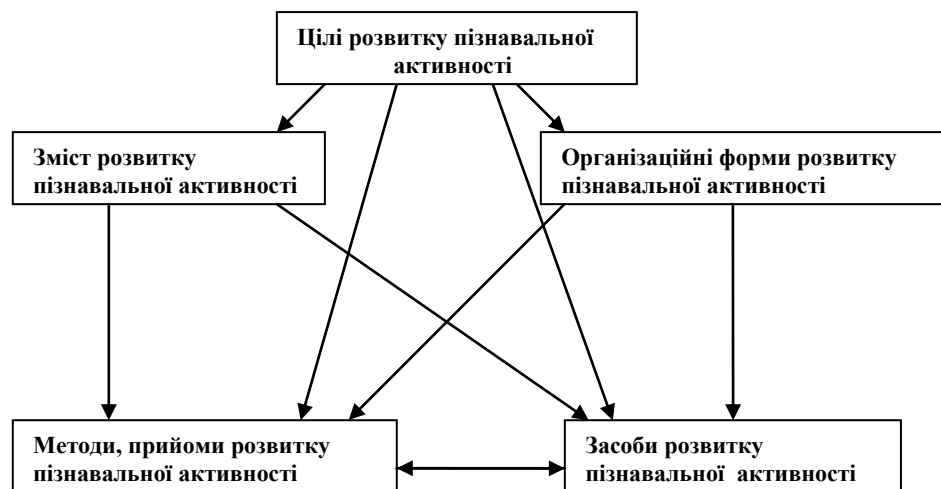 Цілі розвитку пізнавальної
активності
Зміст розвитку
пізнавальної активності
Організаційні форми розвитку
пізнавальної активності
Методи, прийоми розвитку
пізнавальної активності
Засоби розвитку
пізнавальної активності